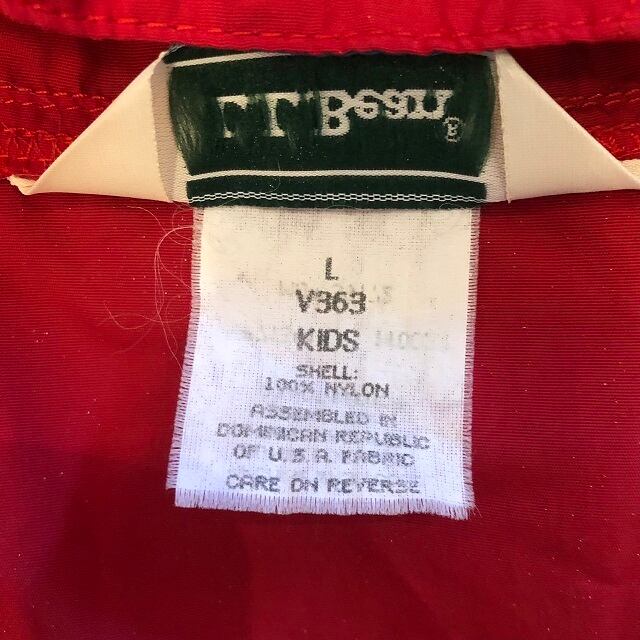 L.L.Bean®
L
V363
KIDS
SHELL:
100% NYLON
ASSEMBLED IN
DOMINICAN REPUBLIC
OF U.S.A. FABRIC
CARE ON REVERSE